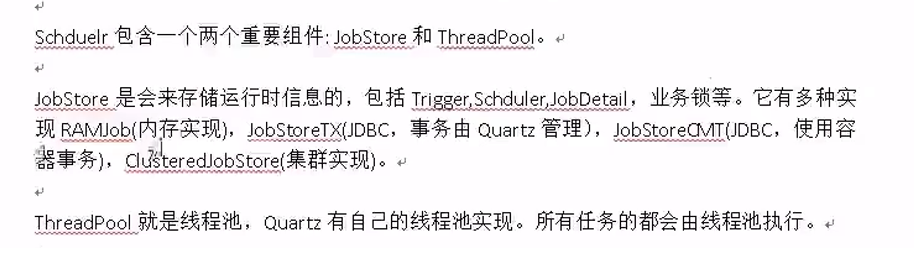 Schduelr 包含一个两个重要组件: JobStore 和 ThreadPool。
JobStore 是会来存储运行时信息的，包括 Trigger,Schduler,JobDetail，业务锁等。它有多种实
现 RAMJob(内存实现)，JobStoreTX(JDBC，事务由 Quartz 管理），JobStoreCMT(JDBC，使用容
器事务)，ClusteredJobStore(集群实现)。
ThreadPool 就是线程池，Quartz 有自己的线程池实现。所有任务的都会由线程池执行。